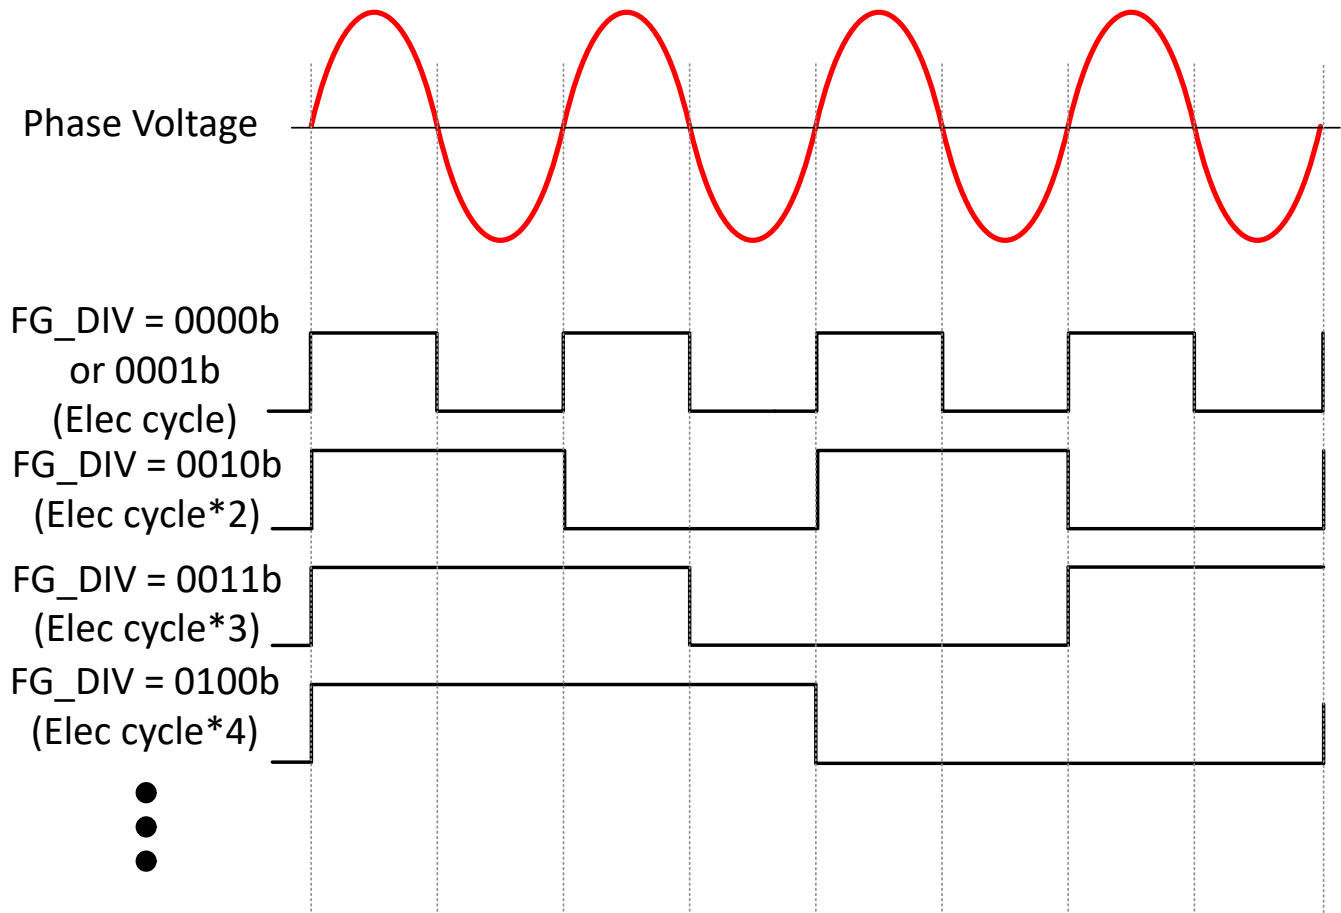 Phase Voltage
FG_DIV = 0000b
or 0001b
(Elec cycle)
FG_DIV = 0010b
(Elec cycle*2)
FG_DIV = 0011b
(Elec cycle*3)
FG_DIV = 0100b
(Elec cycle*4)